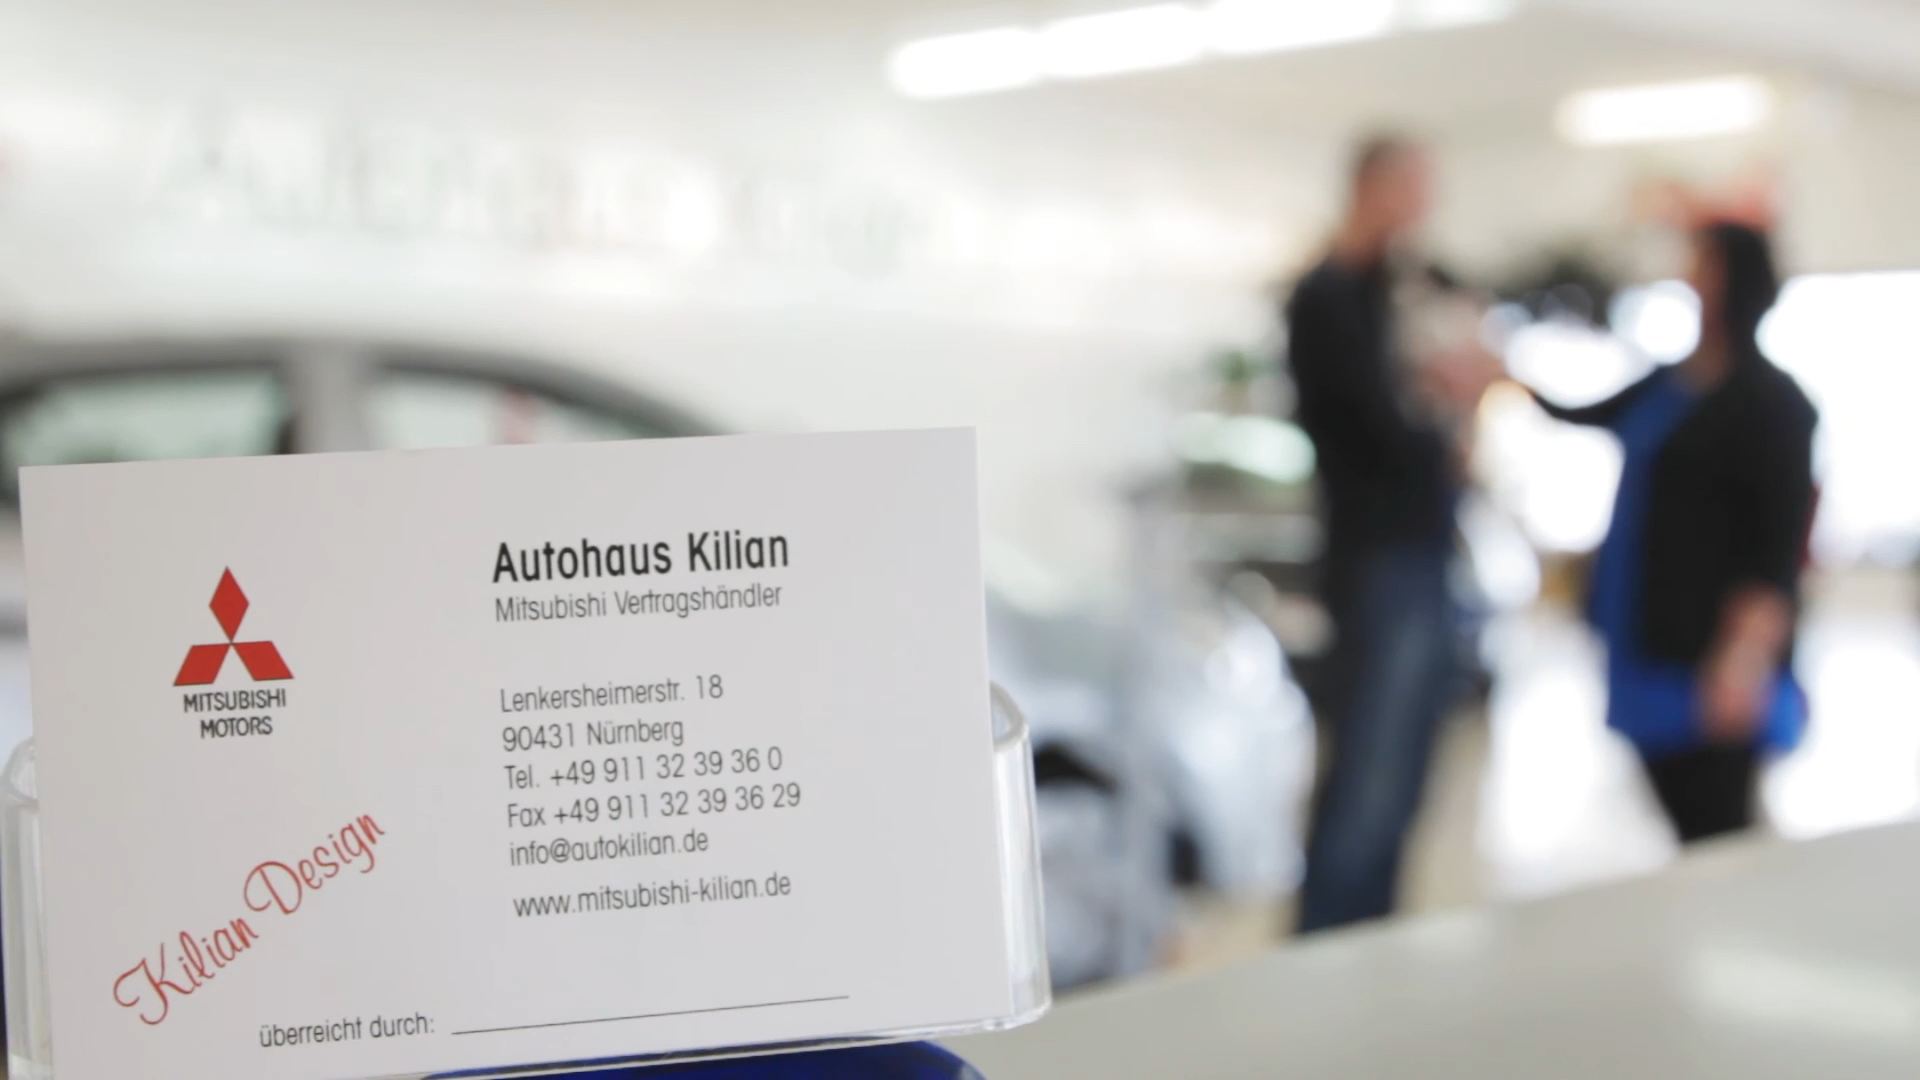 Autohaus Kilian
Mitsubishi Vertragshändler
MITSUBISHI
MOTORS
Lenkersheimerstr. 18
90431 Nürnberg
Tel. +49 911 32 39 36 0
Fax +49 911 32 39 36 29
info@autokilian.de
www.mitsubishi-kilian.de
Kilian Design
überreicht durch: